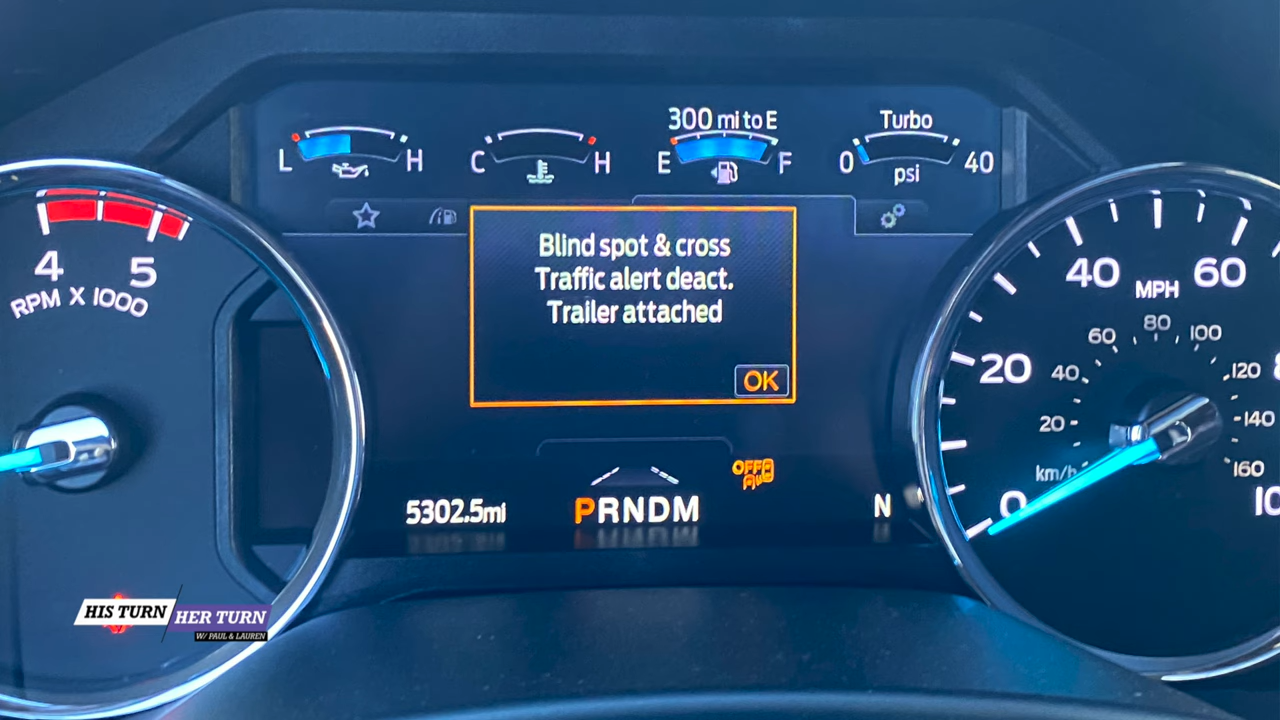 300 mi to E
Turbo
L H
C H
E F
0 40
psi
Blind spot & cross
Traffic alert deact.
Trailer attached
OK
4 5
RPM X 1000
20 40 60
MPH
20 40 60 80 100 120 140 160
km/h
0
10
OFF
5302.5mi
PRNDM
N
HIS TURN
HER TURN
W/ PAUL & LAUREN